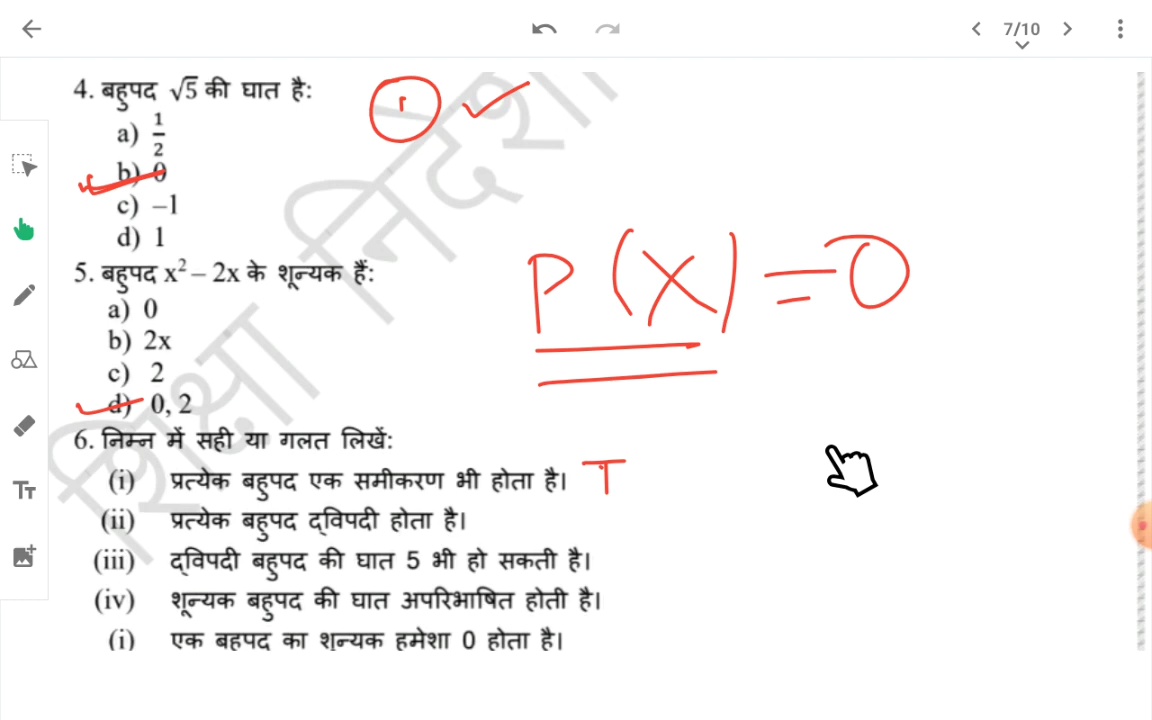 7/10
4. बहुपद √5 की घात है:
a) 1/2
b) 0
c) –1
d) 1
5. बहुपद x² – 2x के शून्यक हैं:
a) 0
b) 2x
c) 2
d) 0, 2
P(X) = 0
6. निम्न में सही या गलत लिखें:
(i) प्रत्येक बहुपद एक समीकरण भी होता है। T
(ii) प्रत्येक बहुपद द्विपदी होता है।
(iii) द्विपदी बहुपद की घात 5 भी हो सकती है।
(iv) शून्यक बहुपद की घात अपरिभाषित होती है।
(i) एक बहुपद का शून्यक हमेशा 0 होता है।
शिक्षा निदेशा
Tт